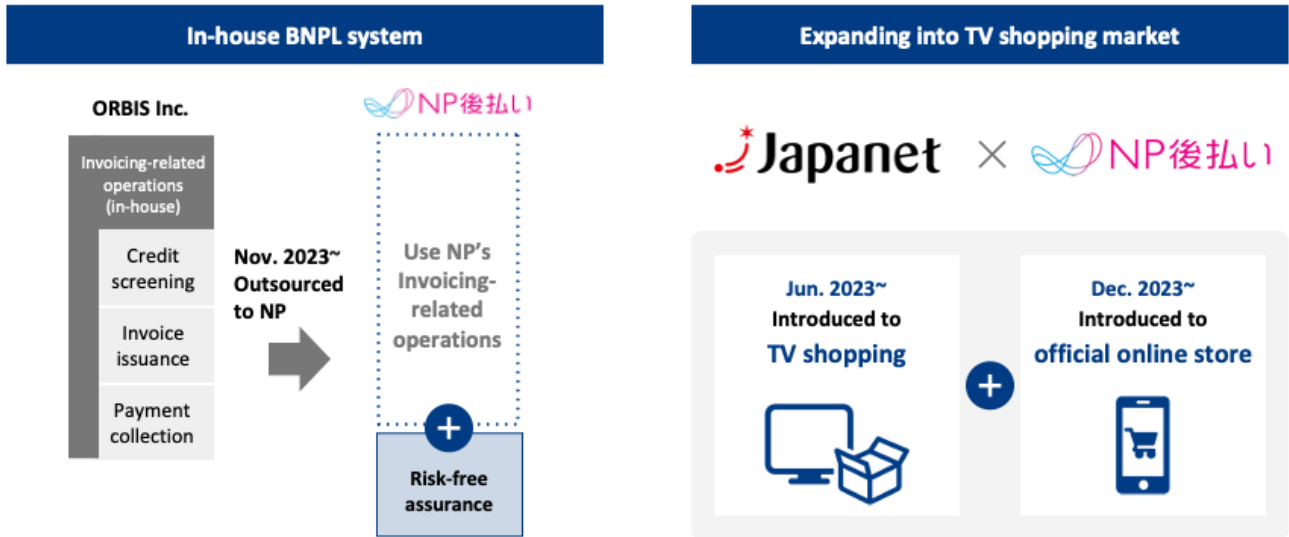 In-house BNPL system
ORBIS Inc.
Invoicing-related
operations
(in-house)
Credit
screening
Invoice
issuance
Payment
collection
Nov. 2023~
Outsourced
to NP
NP後払い
Use NP's
Invoicing-
related
operations
+
Risk-free
assurance
Expanding into TV shopping market
Japanet × NP後払い
Jun. 2023~
Introduced to
TV shopping
+
Dec. 2023~
Introduced to
official online store